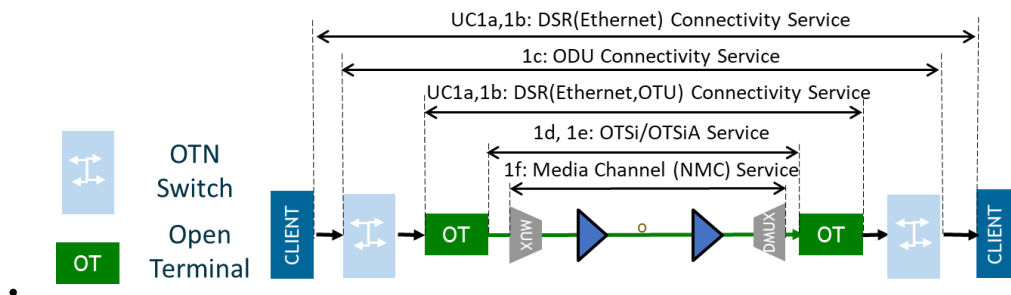 UC1a,1b: DSR(Ethernet) Connectivity Service
1c: ODU Connectivity Service
UC1a,1b: DSR(Ethernet,OTU) Connectivity Service
1d, 1e: OTSi/OTSiA Service
1f: Media Channel (NMC) Service
OTN
Switch
OT
Open
Terminal
CLIENT
OT
MUX
o
DMUX
OT
CLIENT